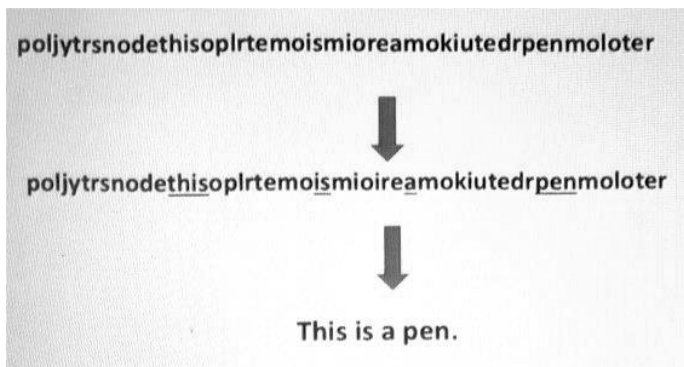 poljytrsnodethisoplrtemoismioreamokiutedrpenmoloter
poljytrsnodethisoplrtemoismioireamokiutedrpenmoloter
This is a pen.